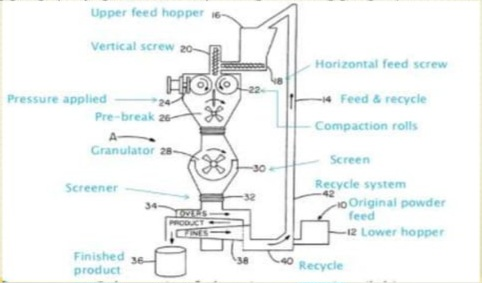 Upper feed hopper 16
Vertical screw
20
18
Horizontal feed screw
Pressure applied
24
22
14 Feed & recycle
Pre-break
26
Compaction rolls
A
Granulator
28
30
Screen
Screener
32
Recycle system
42
34
OVERS
10 Original powder
feed
PRODUCT
12 Lower hopper
FINES
Finished
product
36
38
40
Recycle